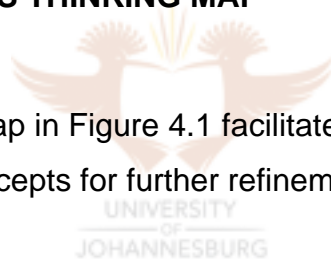 THINKING MAP
ap in Figure 4.1 facilitate
cepts for further refinem
UNIVERSITY
OF
JOHANNESBURG